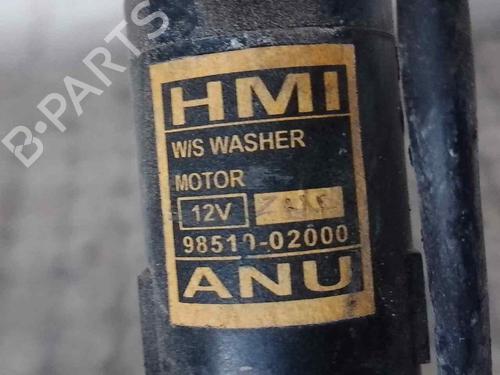 B-PARTS
HMI
W/S WASHER
MOTOR
12V
98510-02000
ANU